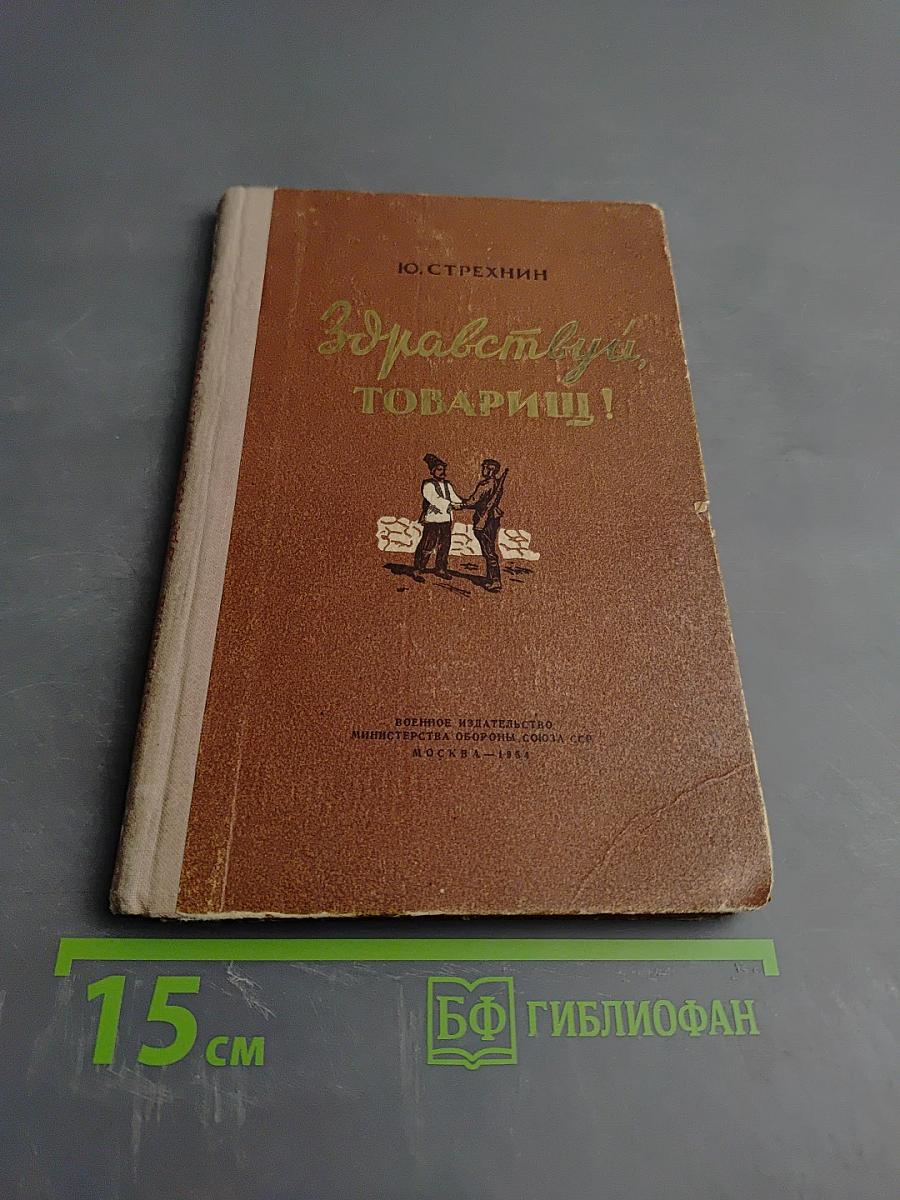 Ю. СТРЕХНИН
Здравствуй,
ТОВАРИЩ!
ВОЕННОЕ ИЗДАТЕЛЬСТВО
МИНИСТЕРСТВА ОБОРОНЫ СОЮЗА ССР
МОСКВА — 1954
15 см
БФ ГИБЛИОФАН